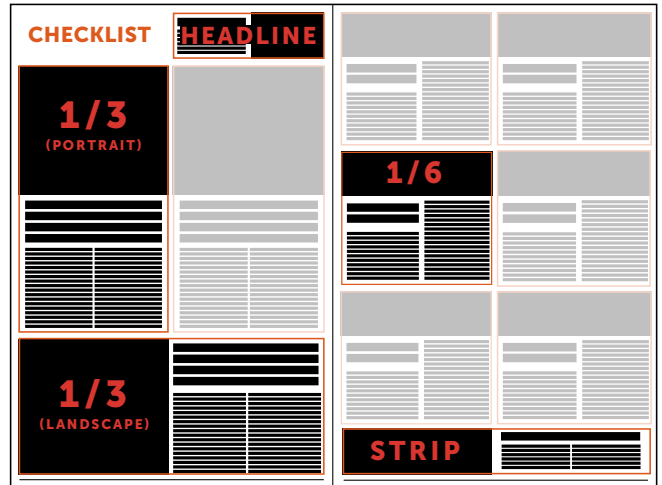 CHECKLIST
HEADLINE
1/3
(PORTRAIT)
1/6
1/3
(LANDSCAPE)
STRIP